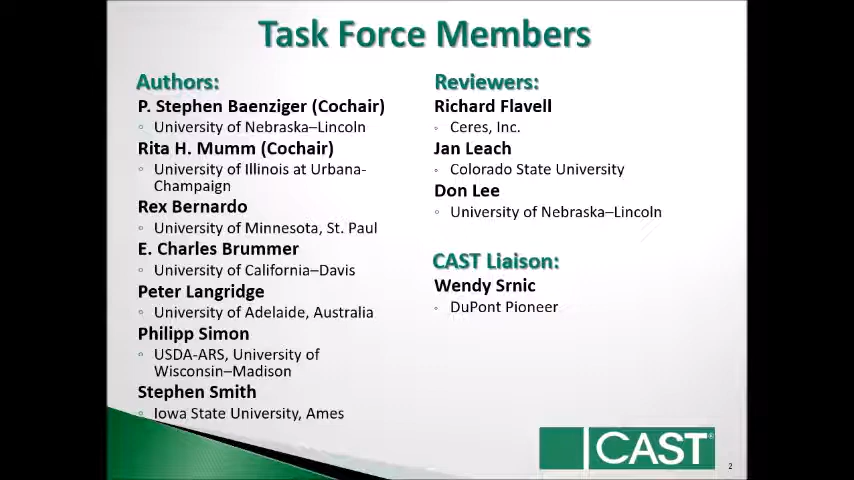 Task Force Members
Authors:
P. Stephen Baenziger (Cochair)
University of Nebraska–Lincoln
Rita H. Mumm (Cochair)
University of Illinois at Urbana-
Champaign
Rex Bernardo
University of Minnesota, St. Paul
E. Charles Brummer
University of California–Davis
Peter Langridge
University of Adelaide, Australia
Philipp Simon
USDA-ARS, University of
Wisconsin–Madison
Stephen Smith
Iowa State University, Ames
Reviewers:
Richard Flavell
Ceres, Inc.
Jan Leach
Colorado State University
Don Lee
University of Nebraska–Lincoln
CAST Liaison:
Wendy Srnic
DuPont Pioneer
CAST®
2